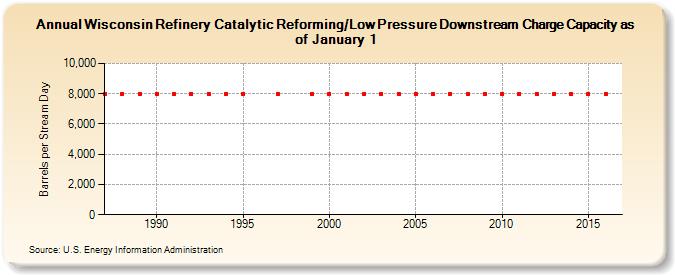 Annual Wisconsin Refinery Catalytic Reforming/Low Pressure Downstream Charge Capacity as
of January 1
Barrels per Stream Day
10,000
8,000
6,000
4,000
2,000
0
1990 1995 2000 2005 2010 2015
Source: U.S. Energy Information Administration